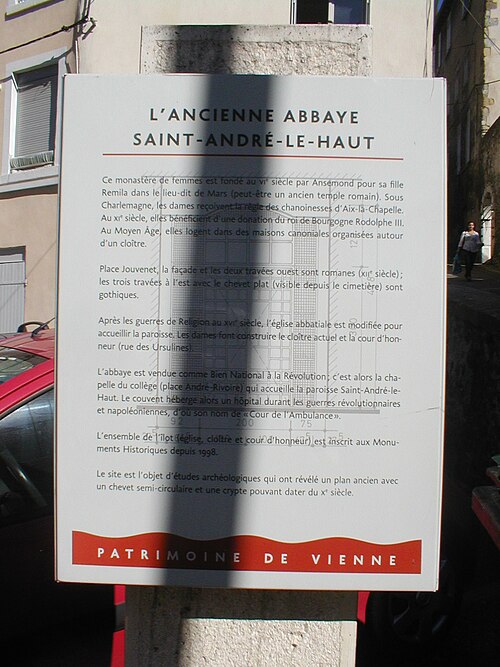 L'ANCIENNE ABBAYE
SAINT-ANDRÉ-LE-HAUT
Ce monastère de femmes est fondé au VIe siècle par Ansemond pour sa fille
Remila dans le lieu-dit de Mars (peut-être un ancien temple romain). Sous
Charlemagne, les dames reçoivent la règle des chanoinesses d'Aix-la-Chapelle.
Au XIe siècle, elles bénéficient d'une donation du roi de Bourgogne Rodolphe III.
Au Moyen Âge, elles logent dans des maisons canoniales organisées autour
d'un cloître.
Place Jouvenet, la façade et les deux travées ouest sont romanes (XIIe siècle) ;
les trois travées à l'est avec le chevet plat (visible depuis le cimetière) sont
gothiques.
Après les guerres de Religion au XVIe siècle, l'église abbatiale est modifiée pour
accueillir la paroisse. Les dames font construire le cloître actuel et la cour d'hon-
neur (rue des Ursulines).
L'abbaye est vendue comme Bien National à la Révolution ; c'est alors la cha-
pelle du collège (place André-Rivoire) qui accueille la paroisse Saint-André-le-
Haut. Le couvent héberge alors un hôpital durant les guerres révolutionnaires
et napoléoniennes, d'où son nom de «Cour de l'Ambulance».
92 200 75
L'ensemble de l'îlot (église, cloître et cour d'honneur) est inscrit aux Monu-
ments Historiques depuis 1998.
Le site est l'objet d'études archéologiques qui ont révélé un plan ancien avec
un chevet semi-circulaire et une crypte pouvant dater du Xe siècle.
PATRIMOINE DE VIENNE